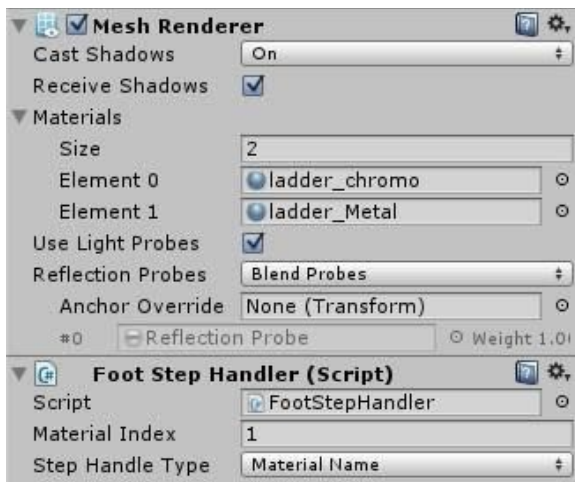 Mesh Renderer
Cast Shadows On
Receive Shadows
Materials
Size 2
Element 0 ladder_chromo
Element 1 ladder_Metal
Use Light Probes
Reflection Probes Blend Probes
Anchor Override None (Transform)
#0 Reflection Probe Weight 1.0
Foot Step Handler (Script)
Script FootStepHandler
Material Index 1
Step Handle Type Material Name